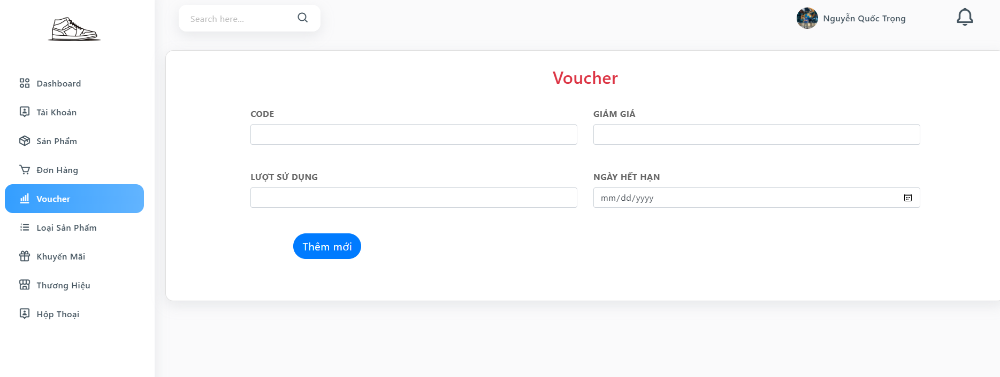 Search here...
Nguyễn Quốc Trọng
Dashboard
Tài Khoản
Sản Phẩm
Đơn Hàng
Voucher
Loại Sản Phẩm
Khuyến Mãi
Thương Hiệu
Hộp Thoại
Voucher
CODE
GIẢM GIÁ
LƯỢT SỬ DỤNG
NGÀY HẾT HẠN
mm/dd/yyyy
Thêm mới